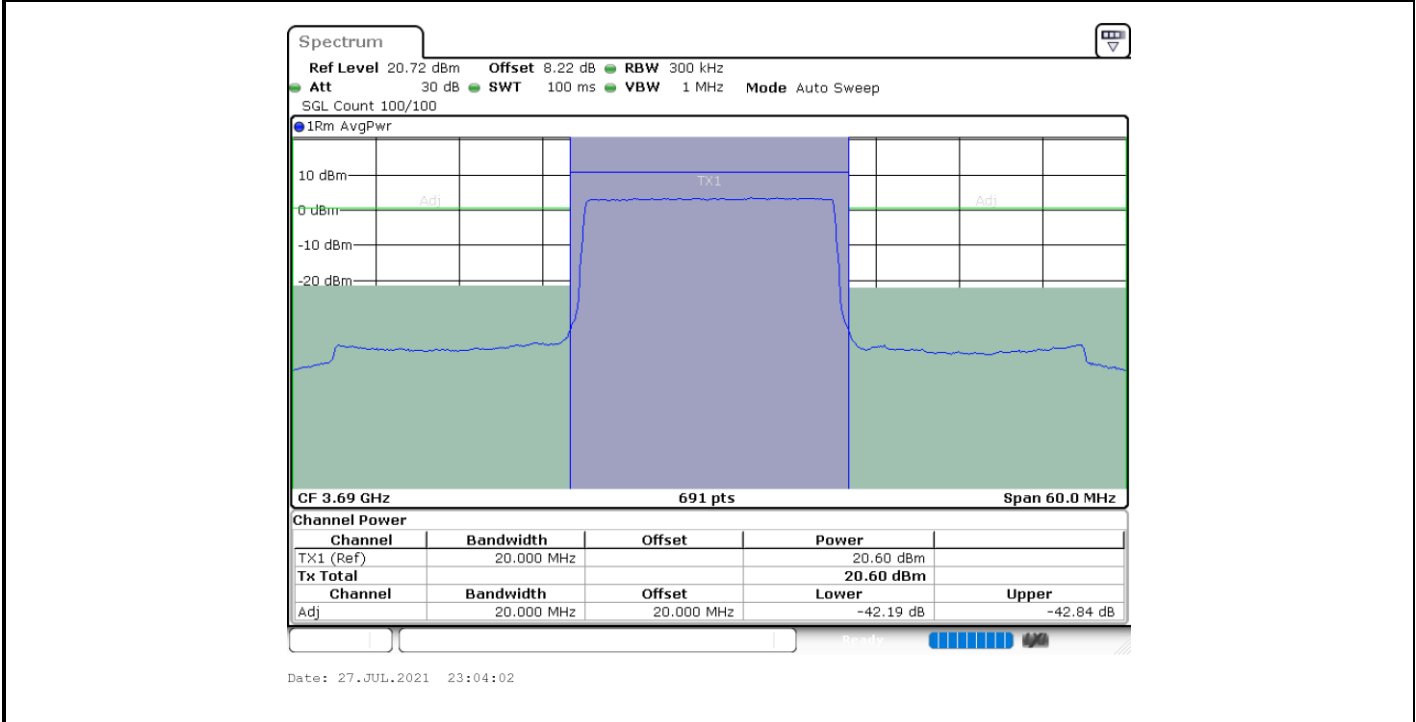 Spectrum
Ref Level 20.72 dBm Offset 8.22 dB RBW 300 kHz
Att 30 dB SWT 100 ms VBW 1 MHz Mode Auto Sweep
SGL Count 100/100
1Rm AvgPwr
10 dBm
TX1
Adj Adj
0 dBm
-10 dBm
-20 dBm
CF 3.69 GHz 691 pts Span 60.0 MHz
Channel Power
Channel Bandwidth Offset Power
TX1 (Ref) 20.000 MHz 20.60 dBm
Tx Total 20.60 dBm
Channel Bandwidth Offset Lower Upper
Adj 20.000 MHz 20.000 MHz -42.19 dB -42.84 dB
Ready
Date: 27.JUL.2021 23:04:02